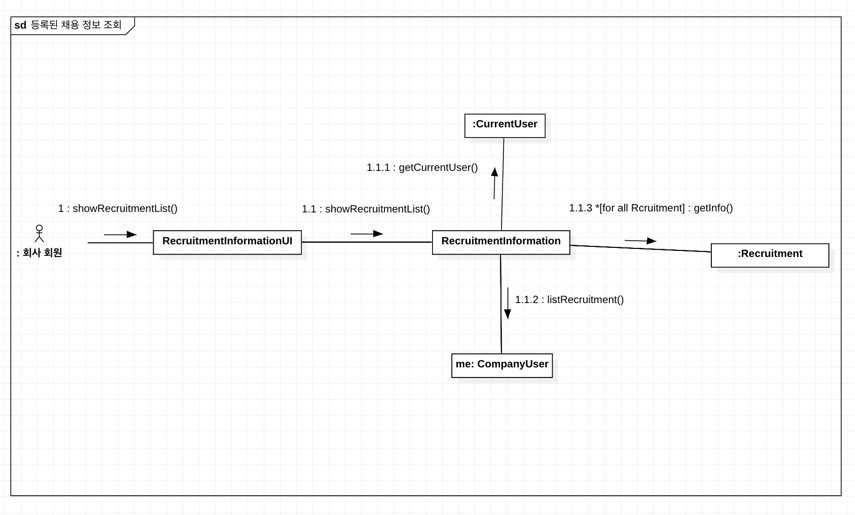 sd 등록된 채용 정보 조회
:CurrentUser
1.1.1 : getCurrentUser()
1 : showRecruitmentList()
1.1 : showRecruitmentList()
1.1.3 *[for all Rcruitment] : getInfo()
RecruitmentInformationUI
RecruitmentInformation
: 회사 회원
:Recruitment
1.1.2 : listRecruitment()
me: CompanyUser